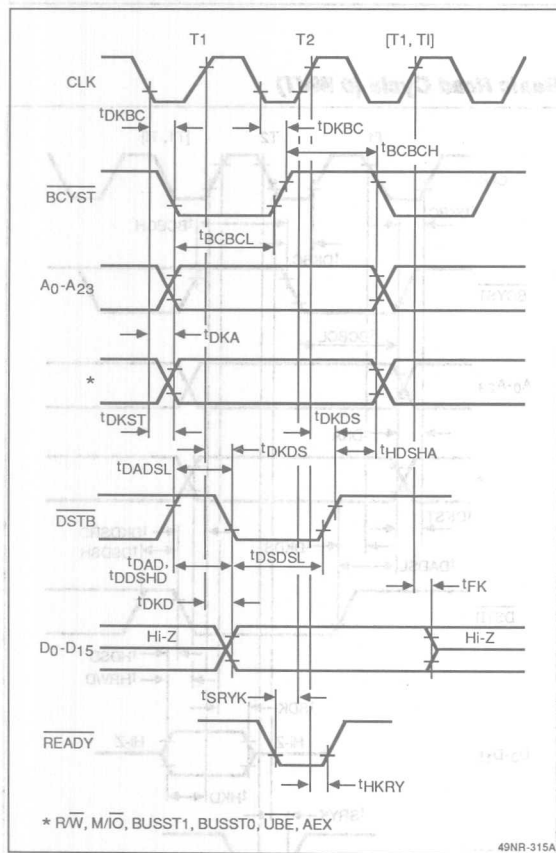 T1 T2 [T1, TI]
CLK
tDKBC tDKBC
tBCBCH
BCYST
tBCBCL
A0-A23
tDKA
*
tDKST tDKDS
tDKDS tHDSHA
tDADSL
DSTB
tDAD, tDSDSL
tDDSHD
tDKD tFK
Hi-Z Hi-Z
D0-D15
tSRYK
READY
tHKRY
* R/W, M/IO, BUSST1, BUSST0, UBE, AEX
49NR-315A